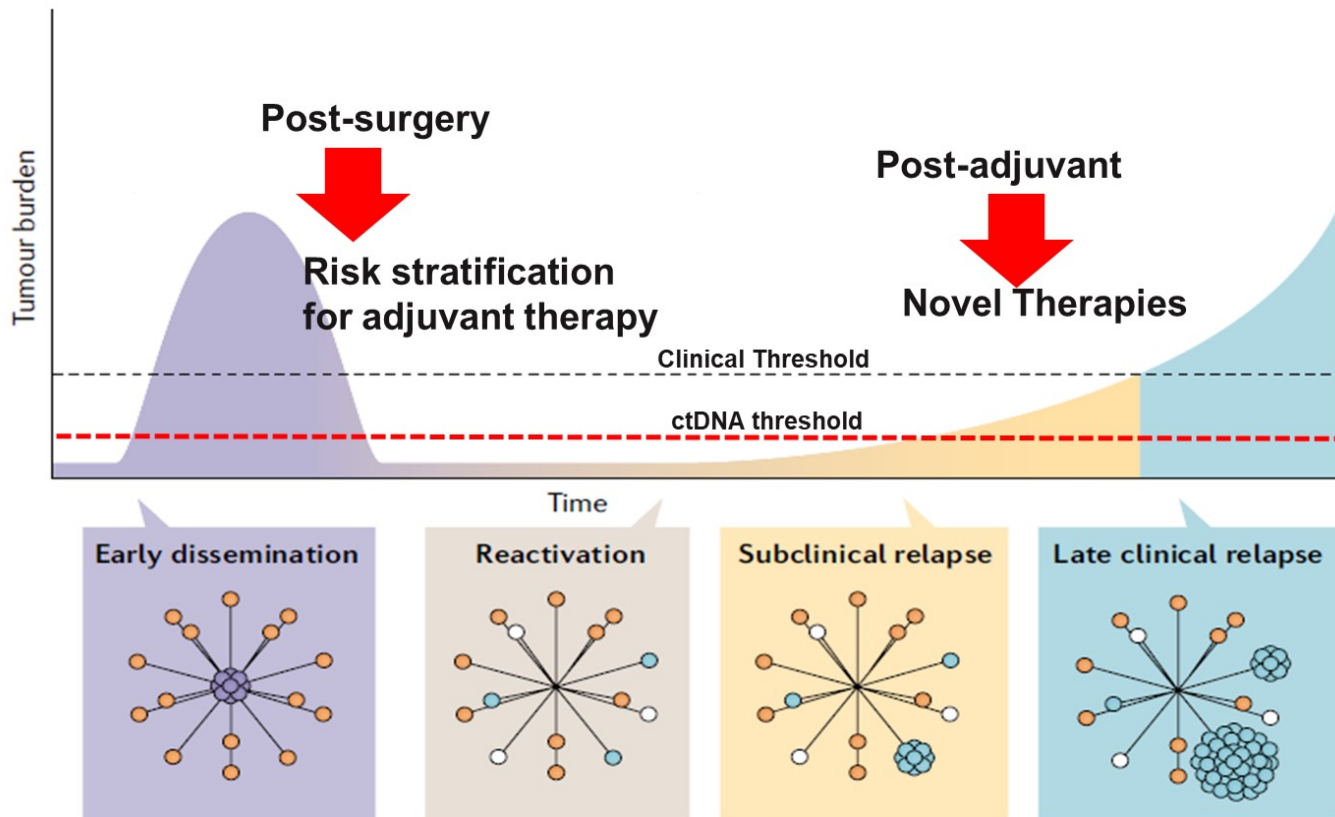 Post-surgery
Risk stratification
for adjuvant therapy
Post-adjuvant
Novel Therapies
Tumour burden
Clinical Threshold
ctDNA threshold
Time
Early dissemination
Reactivation
Subclinical relapse
Late clinical relapse